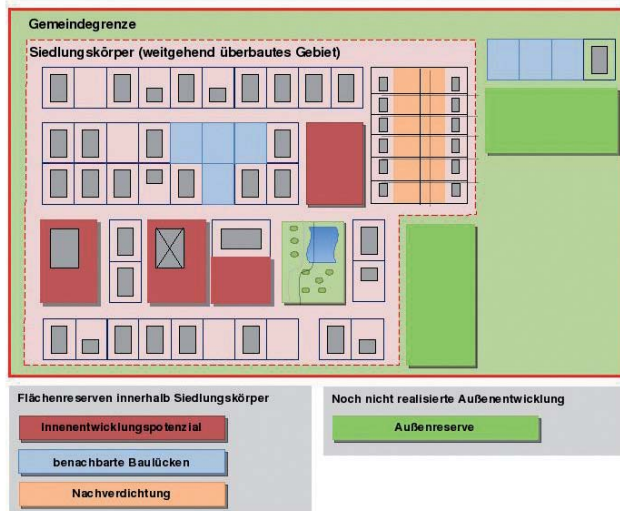 Gemeindegrenze
Siedlungskörper (weitgehend überbautes Gebiet)
Flächenreserven innerhalb Siedlungskörper
Innenentwicklungspotenzial
benachbarte Baulücken
Nachverdichtung
Noch nicht realisierte Außenentwicklung
Außenreserve